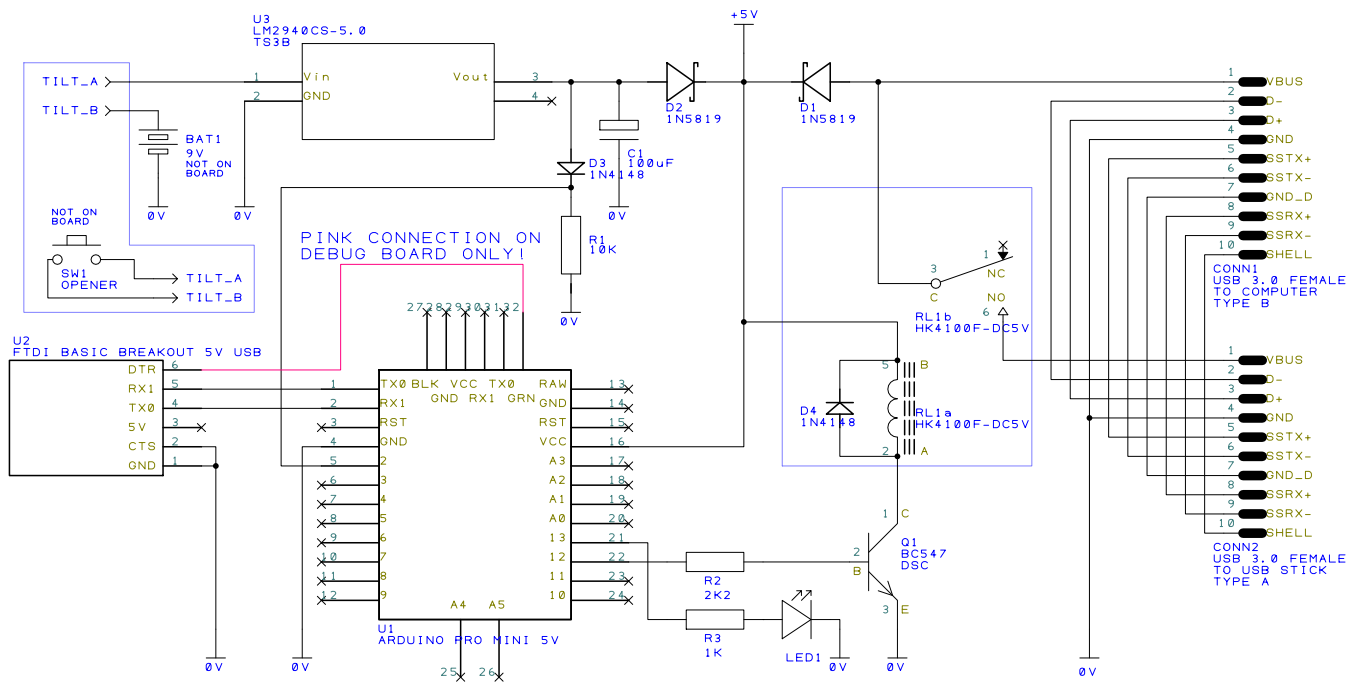 U3
LM2940CS-5.0
TS3B
Vin
GND
Vout
1
2
3
4
TILT_A
TILT_B
BAT1
9V
NOT ON
BOARD
0V
0V
NOT ON
BOARD
SW1
OPENER
TILT_A
TILT_B
+5V
D2
1N5819
D1
1N5819
C1
100uF
0V
D3
1N4148
R1
10K
0V
PINK CONNECTION ON
DEBUG BOARD ONLY!
U2
FTDI BASIC BREAKOUT 5V USB
DTR 6
RX1 5
TX0 4
5V 3
CTS 2
GND 1
0V
27 28 29 30 31 32
BLK VCC TX0
GND RX1 GRN
1 TX0
2 RX1
3 RST
4 GND
5 2
6 3
7 4
8 5
9 6
10 7
11 8
12 9
RAW 13
GND 14
RST 15
VCC 16
A3 17
A2 18
A1 19
A0 20
13 21
12 22
11 23
10 24
A4 A5
25 26
U1
ARDUINO PRO MINI 5V
0V
R2
2K2
R3
1K
LED1
0V
3
C
1
NC
NO
6
RL1b
HK4100F-DC5V
5 B
RL1a
HK4100F-DC5V
2 A
D4
1N4148
1 C
2
B
Q1
BC547
DSC
3 E
0V
0V
1 VBUS
2 D-
3 D+
4 GND
5 SSTX+
6 SSTX-
7 GND_D
8 SSRX+
9 SSRX-
10 SHELL
CONN1
USB 3.0 FEMALE
TO COMPUTER
TYPE B
1 VBUS
2 D-
3 D+
4 GND
5 SSTX+
6 SSTX-
7 GND_D
8 SSRX+
9 SSRX-
10 SHELL
CONN2
USB 3.0 FEMALE
TO USB STICK
TYPE A